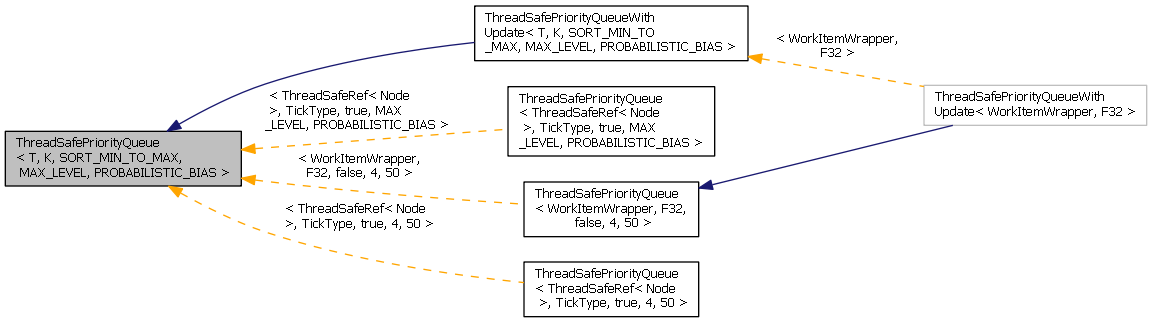 ThreadSafePriorityQueue
< T, K, SORT_MIN_TO_MAX,
MAX_LEVEL, PROBABILISTIC_BIAS >
ThreadSafePriorityQueueWith
Update< T, K, SORT_MIN_TO
_MAX, MAX_LEVEL, PROBABILISTIC_BIAS >
< WorkItemWrapper,
F32 >
ThreadSafePriorityQueueWith
Update< WorkItemWrapper, F32 >
< ThreadSafeRef< Node
>, TickType, true, MAX
_LEVEL, PROBABILISTIC_BIAS >
ThreadSafePriorityQueue
< ThreadSafeRef< Node
>, TickType, true, MAX
_LEVEL, PROBABILISTIC_BIAS >
< WorkItemWrapper,
F32, false, 4, 50 >
ThreadSafePriorityQueue
< WorkItemWrapper, F32,
false, 4, 50 >
< ThreadSafeRef< Node
>, TickType, true, 4, 50 >
ThreadSafePriorityQueue
< ThreadSafeRef< Node
>, TickType, true, 4, 50 >